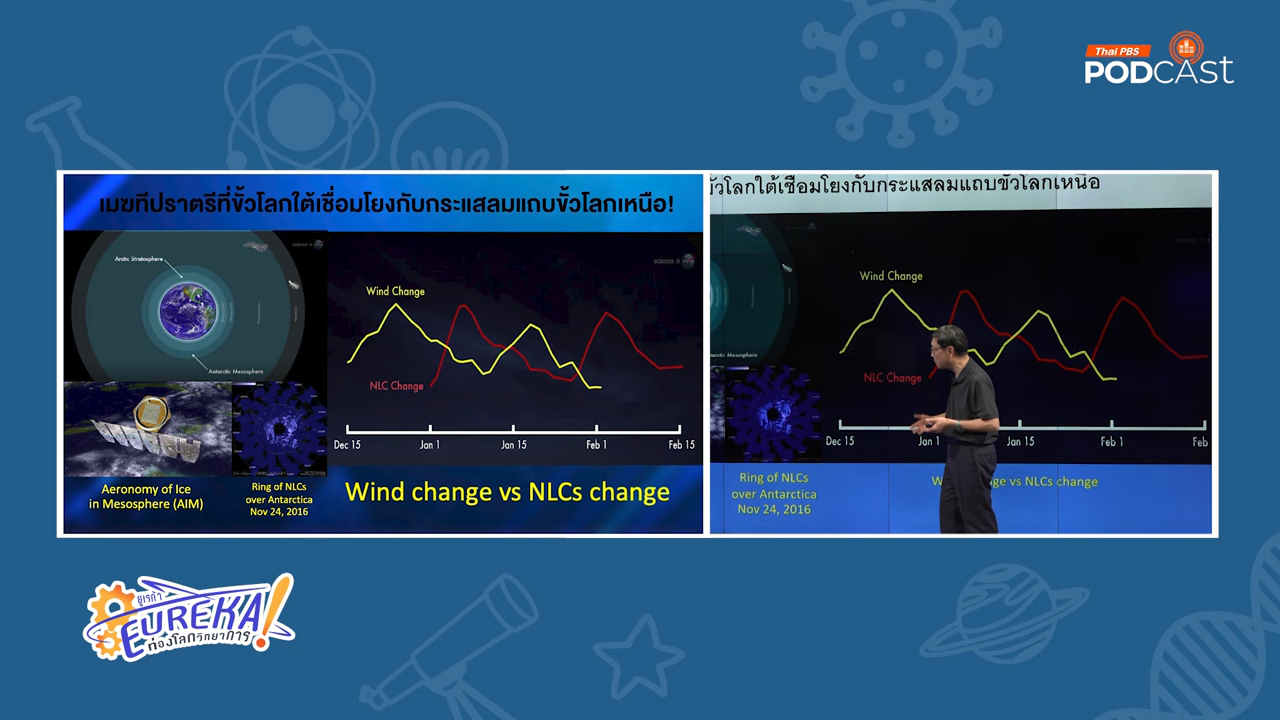 Thai PBS
PODCAST
เมฆทีปราตรีที่ขั้วโลกใต้เชื่อมโยงกับกระแสลมแถบขั้วโลกเหนือ!
Arctic Stratosphere
Antarctic Mesosphere
science @ NASA
Wind Change
NLC Change
Dec 15
Jan 1
Jan 15
Feb 1
Feb 15
Aeronomy of Ice
in Mesosphere (AIM)
Ring of NLCs
over Antarctica
Nov 24, 2016
Wind change vs NLCs change
ขั้วโลกใต้เชื่อมโยงกับกระแสลมแถบขั้วโลกเหนือ
Wind Change
NLC Change
Mesosphere
Dec 15
Jan 1
Jan 15
Feb 1
Feb
Ring of NLCs
over Antarctica
Nov 24, 2016
vs NLCs change
ยูเรก้า
EUREKA!
ท่องโลกวิทยาการ